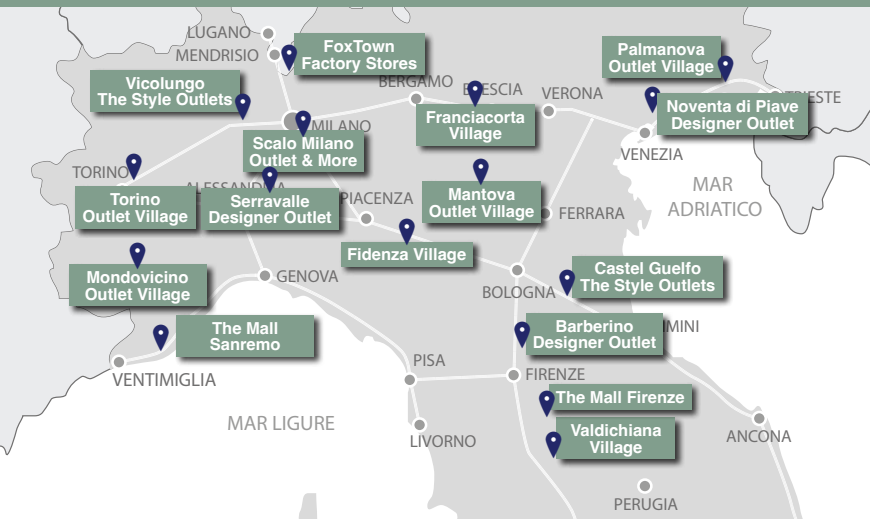 LUGANO
MENDRISIO
FoxTown
Factory Stores
Palmanova
Outlet Village
Vicolungo
The Style Outlets
BERGAMO
BRESCIA
VERONA
TRIESTE
Noventa di Piave
Designer Outlet
Franciacorta
Village
MILANO
Scalo Milano
Outlet & More
VENEZIA
TORINO
ALESSANDRIA
MAR
ADRIATICO
Torino
Outlet Village
Serravalle
Designer Outlet
PIACENZA
Mantova
Outlet Village
FERRARA
Fidenza Village
Mondovicino
Outlet Village
GENOVA
BOLOGNA
Castel Guelfo
The Style Outlets
The Mall
Sanremo
Barberino
Designer Outlet
IMINI
VENTIMIGLIA
PISA
FIRENZE
The Mall Firenze
MAR LIGURE
LIVORNO
Valdichiana
Village
ANCONA
PERUGIA